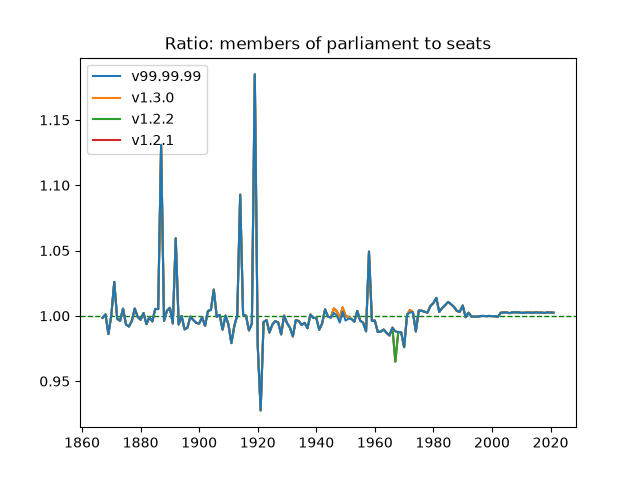 Ratio: members of parliament to seats
v99.99.99
v1.3.0
v1.2.2
v1.2.1
1.15
1.10
1.05
1.00
0.95
1860 1880 1900 1920 1940 1960 1980 2000 2020